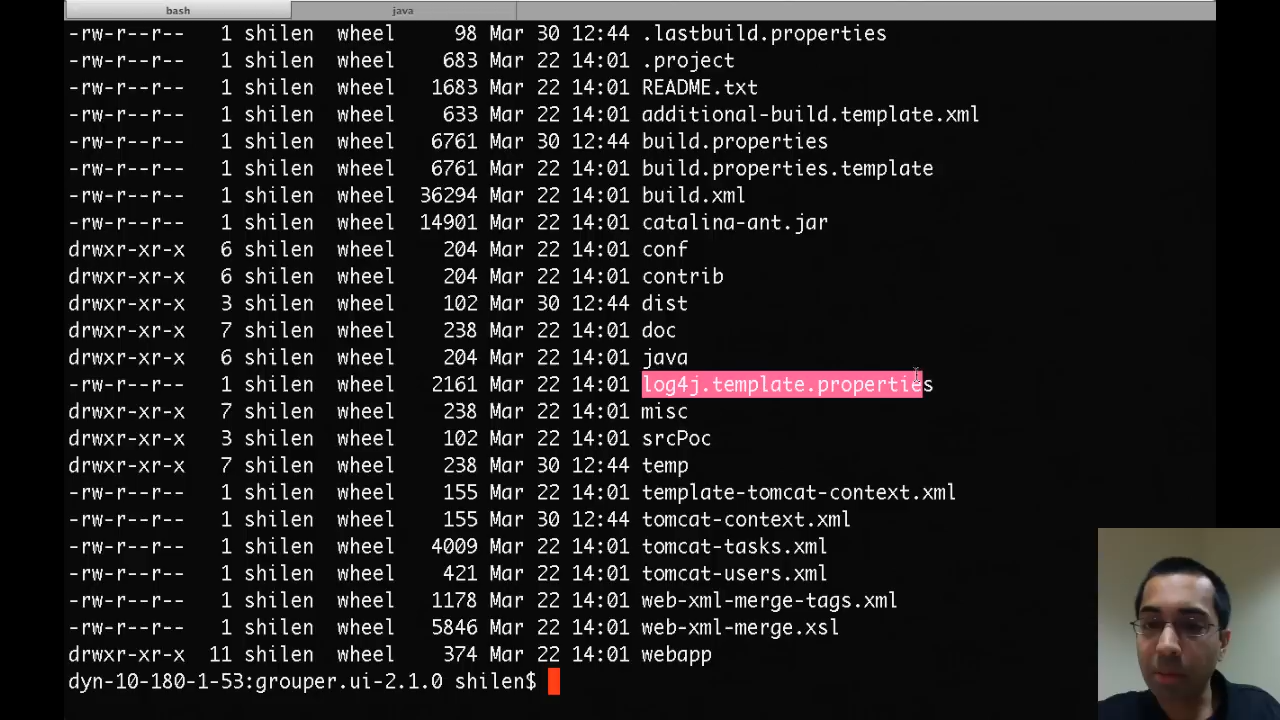 bash java
-rw-r--r-- 1 shilen wheel 98 Mar 30 12:44 .lastbuild.properties
-rw-r--r-- 1 shilen wheel 683 Mar 22 14:01 .project
-rw-r--r-- 1 shilen wheel 1683 Mar 22 14:01 README.txt
-rw-r--r-- 1 shilen wheel 633 Mar 22 14:01 additional-build.template.xml
-rw-r--r-- 1 shilen wheel 6761 Mar 30 12:44 build.properties
-rw-r--r-- 1 shilen wheel 6761 Mar 22 14:01 build.properties.template
-rw-r--r-- 1 shilen wheel 36294 Mar 22 14:01 build.xml
-rw-r--r-- 1 shilen wheel 14901 Mar 22 14:01 catalina-ant.jar
drwxr-xr-x 6 shilen wheel 204 Mar 22 14:01 conf
drwxr-xr-x 6 shilen wheel 204 Mar 22 14:01 contrib
drwxr-xr-x 3 shilen wheel 102 Mar 30 12:44 dist
drwxr-xr-x 7 shilen wheel 238 Mar 22 14:01 doc
drwxr-xr-x 6 shilen wheel 204 Mar 22 14:01 java
-rw-r--r-- 1 shilen wheel 2161 Mar 22 14:01 log4j.template.properties
drwxr-xr-x 7 shilen wheel 238 Mar 22 14:01 misc
drwxr-xr-x 3 shilen wheel 102 Mar 22 14:01 srcPoc
drwxr-xr-x 7 shilen wheel 238 Mar 30 12:44 temp
-rw-r--r-- 1 shilen wheel 155 Mar 22 14:01 template-tomcat-context.xml
-rw-r--r-- 1 shilen wheel 155 Mar 30 12:44 tomcat-context.xml
-rw-r--r-- 1 shilen wheel 4009 Mar 22 14:01 tomcat-tasks.xml
-rw-r--r-- 1 shilen wheel 421 Mar 22 14:01 tomcat-users.xml
-rw-r--r-- 1 shilen wheel 1178 Mar 22 14:01 web-xml-merge-tags.xml
-rw-r--r-- 1 shilen wheel 5846 Mar 22 14:01 web-xml-merge.xsl
drwxr-xr-x 11 shilen wheel 374 Mar 22 14:01 webapp
dyn-10-180-1-53:grouper.ui-2.1.0 shilen$